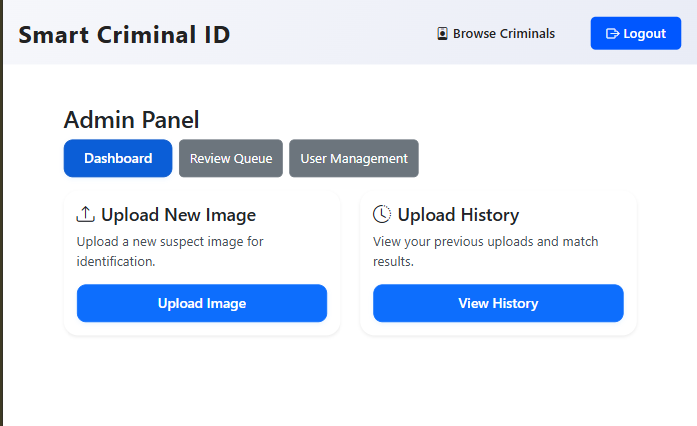 Smart Criminal ID
Browse Criminals
Logout
Admin Panel
Dashboard
Review Queue
User Management
Upload New Image
Upload a new suspect image for
identification.
Upload Image
Upload History
View your previous uploads and match
results.
View History